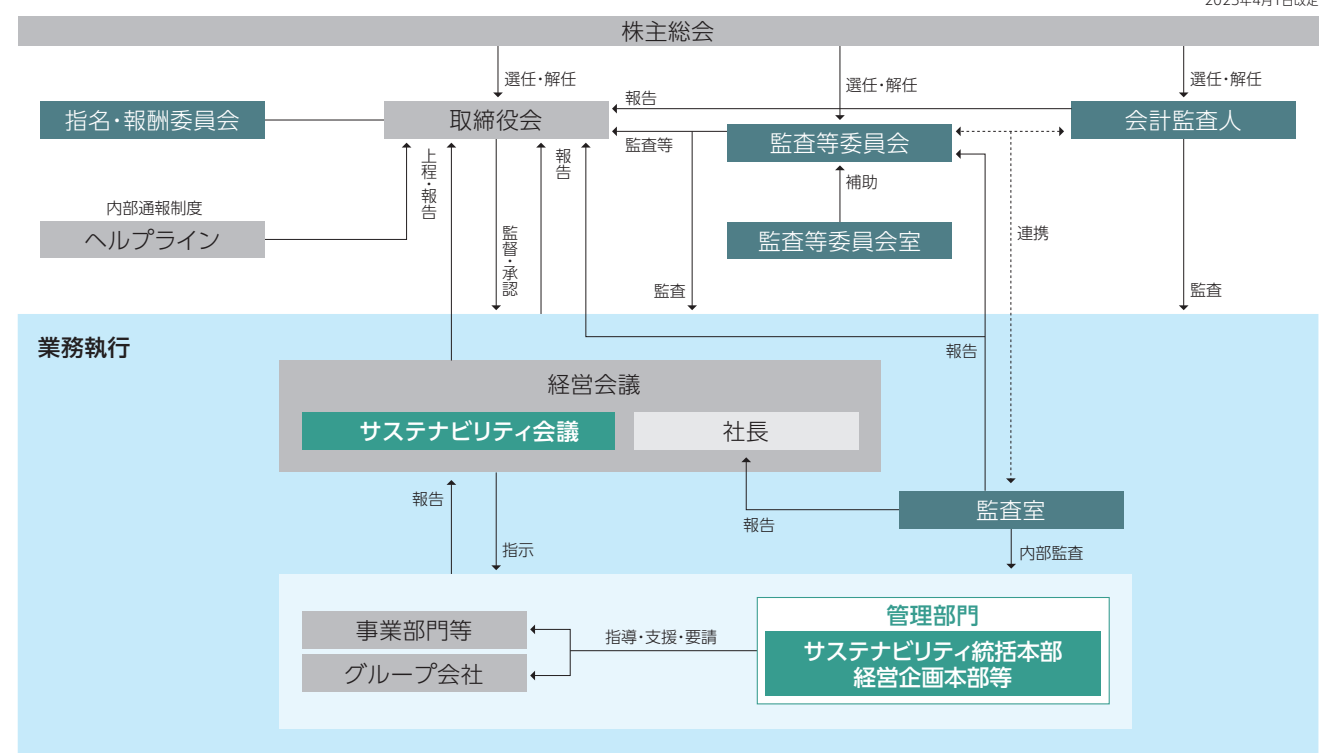 株主総会
選任・解任
選任・解任
選任・解任
指名・報酬委員会
取締役会
報告
会計監査人
監査等
監査等委員会
上程・報告
報告
補助
内部通報制度
ヘルプライン
監査等委員会室
連携
監督・承認
監査
監査
業務執行
報告
経営会議
サステナビリティ会議
社長
報告
報告
監査室
指示
内部監査
事業部門等
グループ会社
指導・支援・要請
管理部門
サステナビリティ統括本部
経営企画本部等